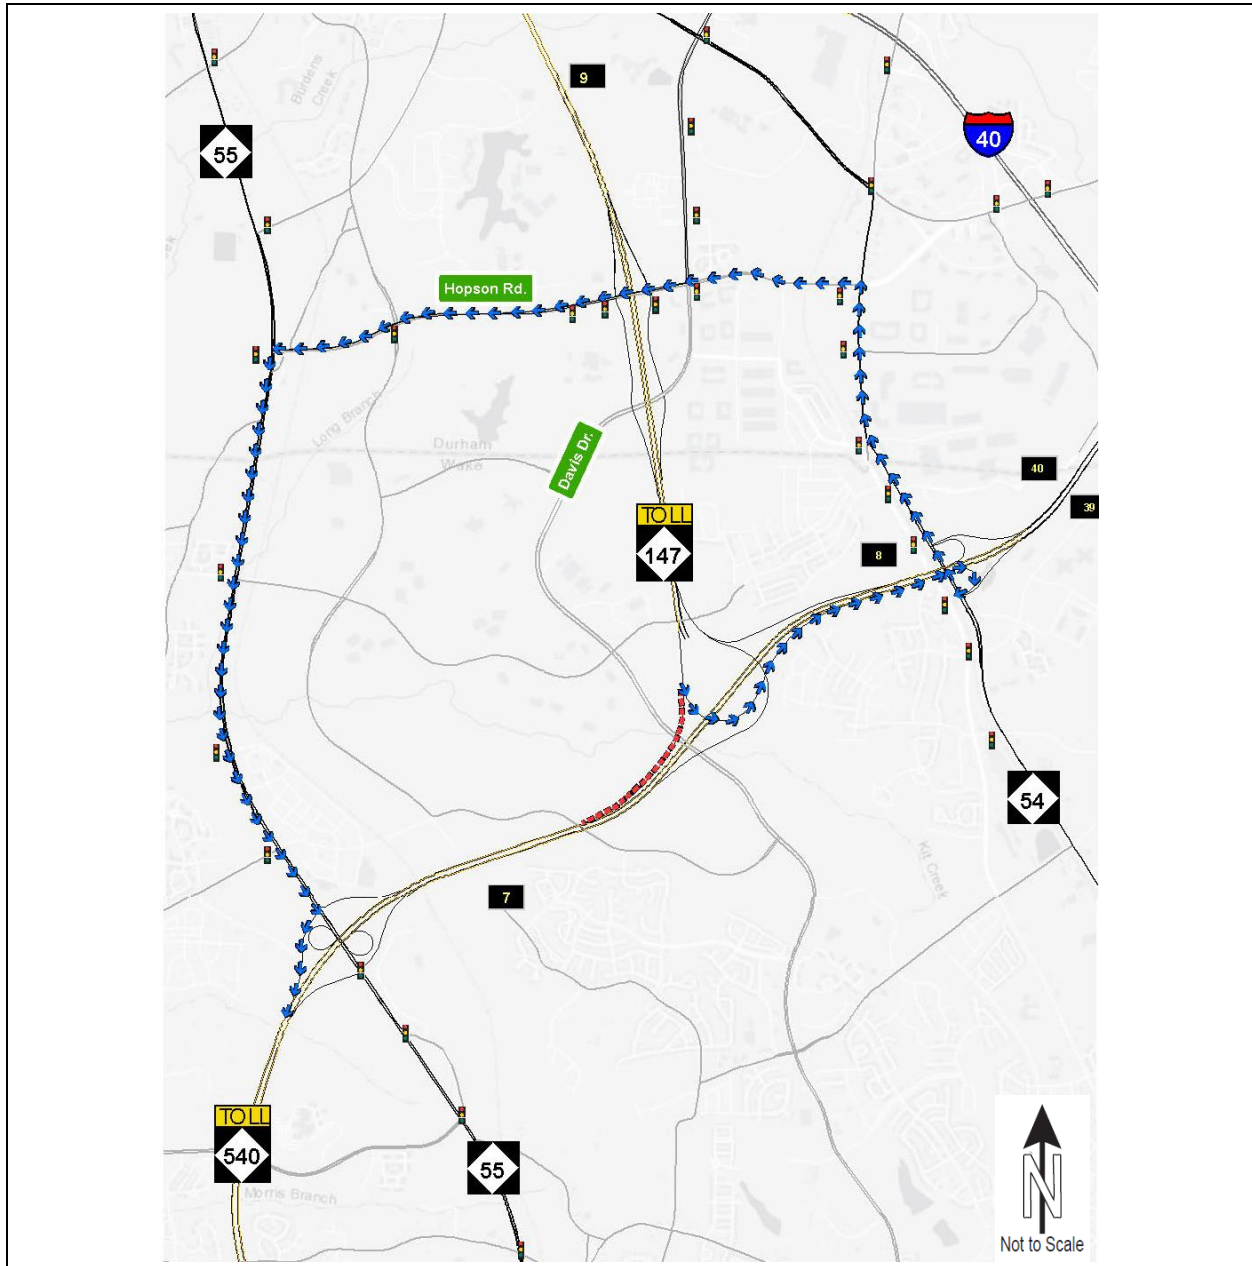 9
Burdens
Creek
40
55
Creek
Hopson Rd.
Long Branch
Durham
Wake
Davis Dr.
40
39
TOLL
147
8
54
Kit Creek
7
TOLL
540
55
Morris Branch
N
Not to Scale